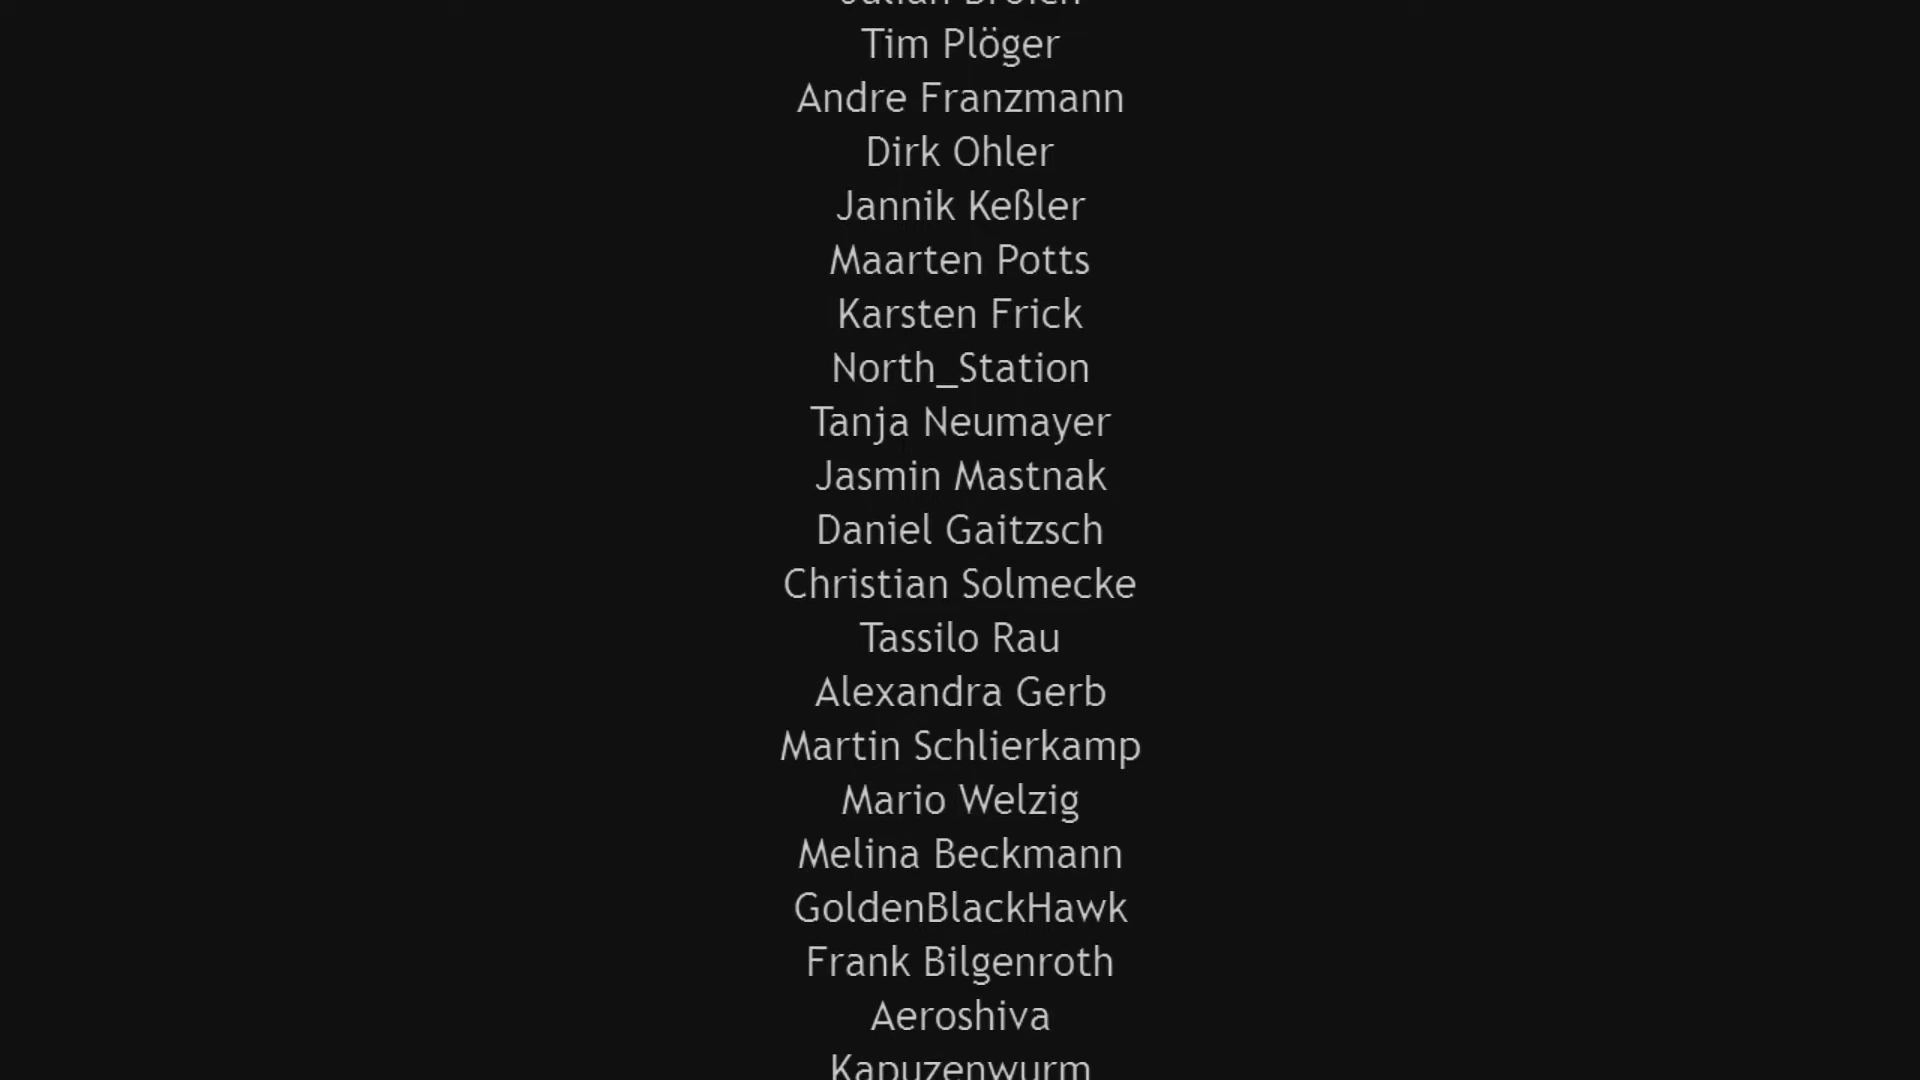 Tim Plöger
Andre Franzmann
Dirk Ohler
Jannik Keßler
Maarten Potts
Karsten Frick
North_Station
Tanja Neumayer
Jasmin Mastnak
Daniel Gaitzsch
Christian Solmecke
Tassilo Rau
Alexandra Gerb
Martin Schlierkamp
Mario Welzig
Melina Beckmann
GoldenBlackHawk
Frank Bilgenroth
Aeroshiva
Kapuzenwurm